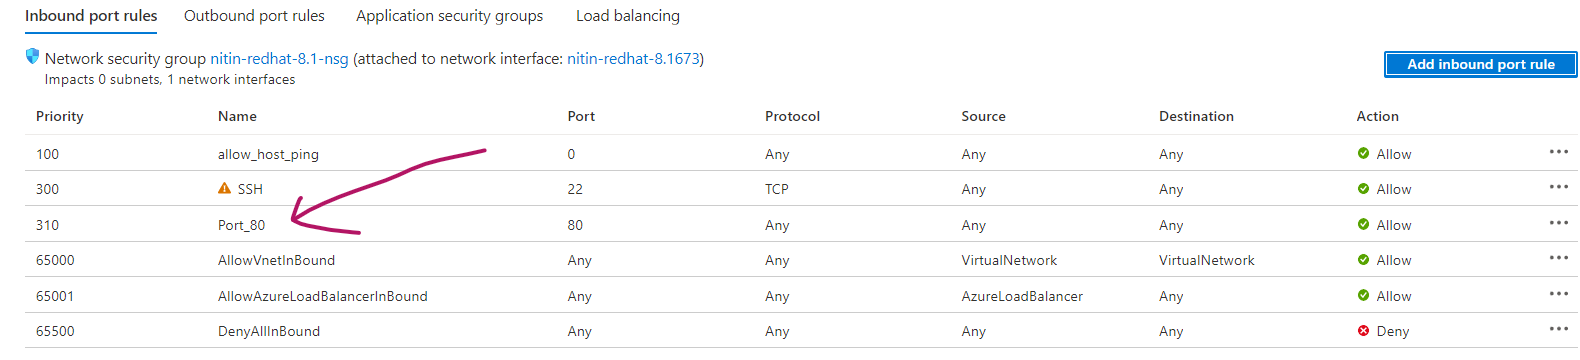 Inbound port rules Outbound port rules Application security groups Load balancing
Network security group nitin-redhat-8.1-nsg (attached to network interface: nitin-redhat-8.1673)
Impacts 0 subnets, 1 network interfaces
Add inbound port rule
Priority Name Port Protocol Source Destination Action
100 allow_host_ping 0 Any Any Any Allow
300 SSH 22 TCP Any Any Allow
310 Port_80 80 Any Any Any Allow
65000 AllowVnetInBound Any Any VirtualNetwork VirtualNetwork Allow
65001 AllowAzureLoadBalancerInBound Any Any AzureLoadBalancer Any Allow
65500 DenyAllInBound Any Any Any Any Deny